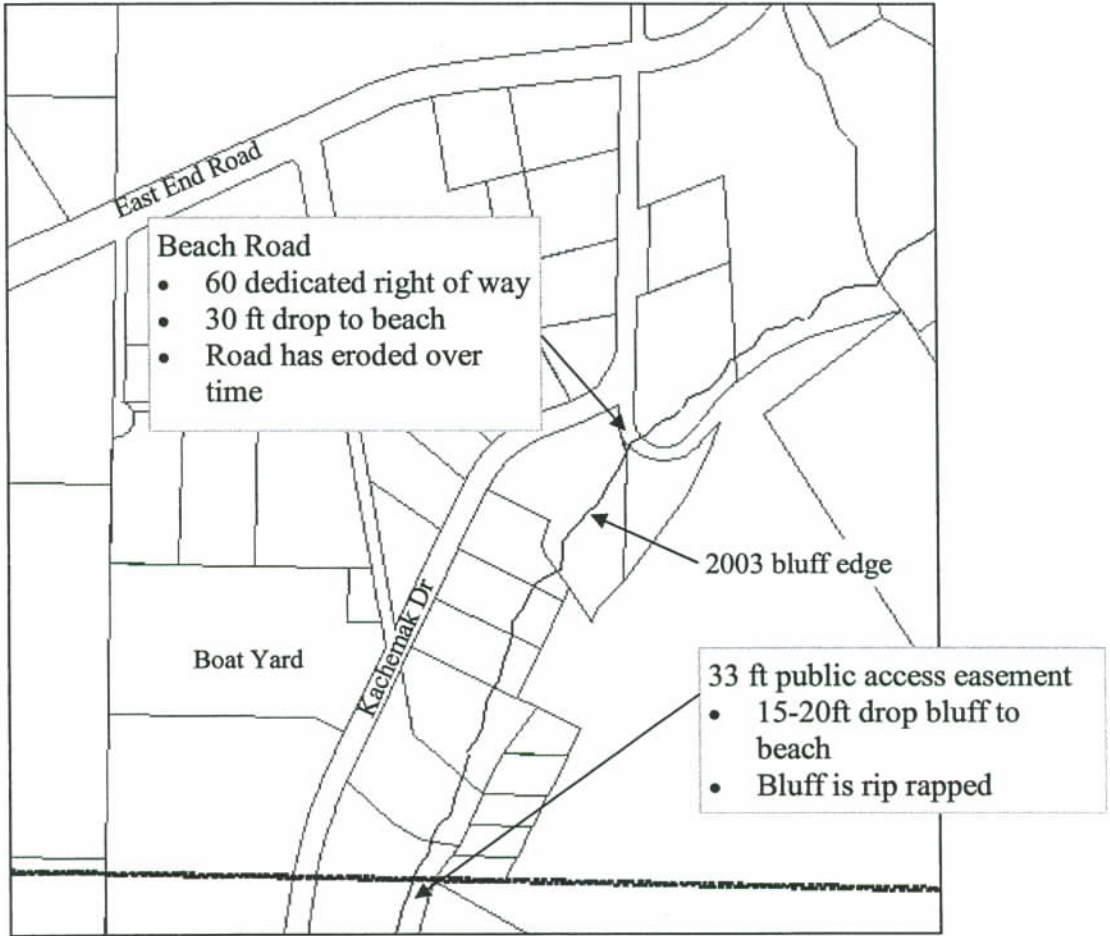 East End Road
Beach Road
• 60 dedicated right of way
• 30 ft drop to beach
• Road has eroded over
time
2003 bluff edge
Kachemak Dr
Boat Yard
33 ft public access easement
• 15-20ft drop bluff to
beach
• Bluff is rip rapped